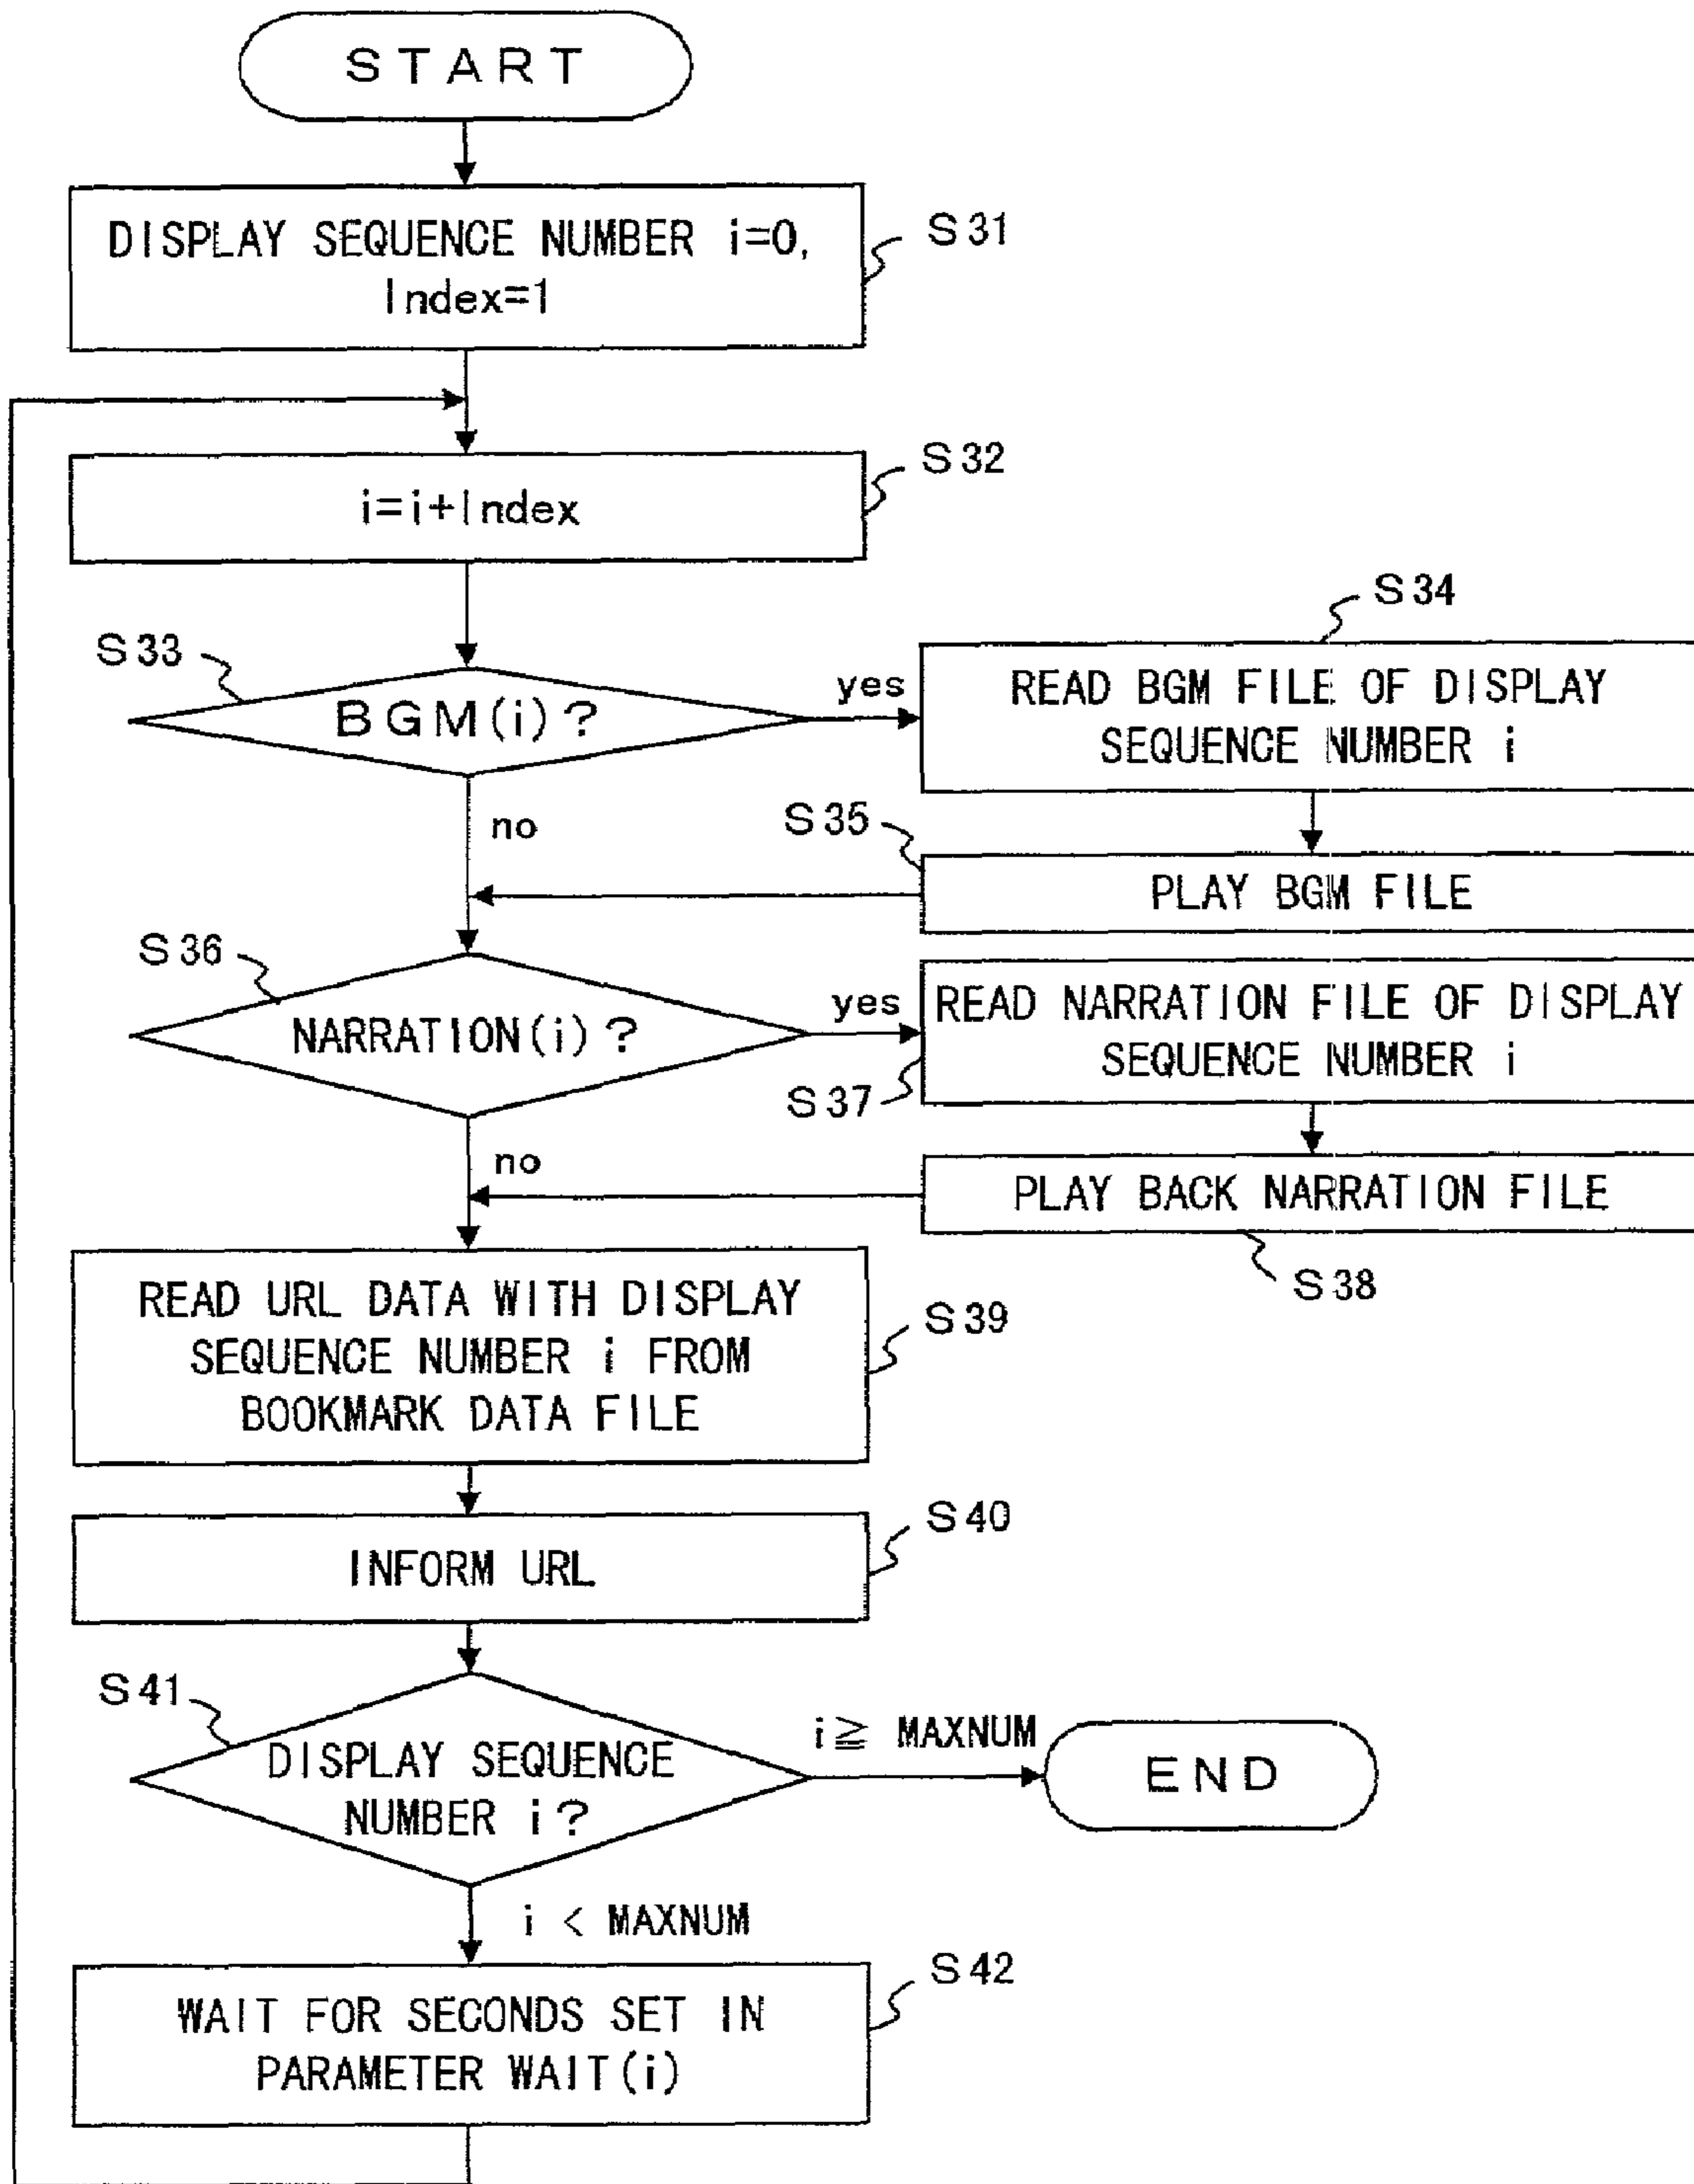 START
DISPLAY SEQUENCE NUMBER i=0,
Index=1
S31
i=i+Index
S32
S33
BGM(i)?
yes
no
S34
READ BGM FILE OF DISPLAY
SEQUENCE NUMBER i
S35
PLAY BGM FILE
S36
NARRATION(i)?
yes
no
READ NARRATION FILE OF DISPLAY
SEQUENCE NUMBER i
S37
PLAY BACK NARRATION FILE
S38
READ URL DATA WITH DISPLAY
SEQUENCE NUMBER i FROM
BOOKMARK DATA FILE
S39
INFORM URL
S40
S41
DISPLAY SEQUENCE
NUMBER i?
i≧ MAXNUM
END
i < MAXNUM
WAIT FOR SECONDS SET IN
PARAMETER WAIT(i)
S42